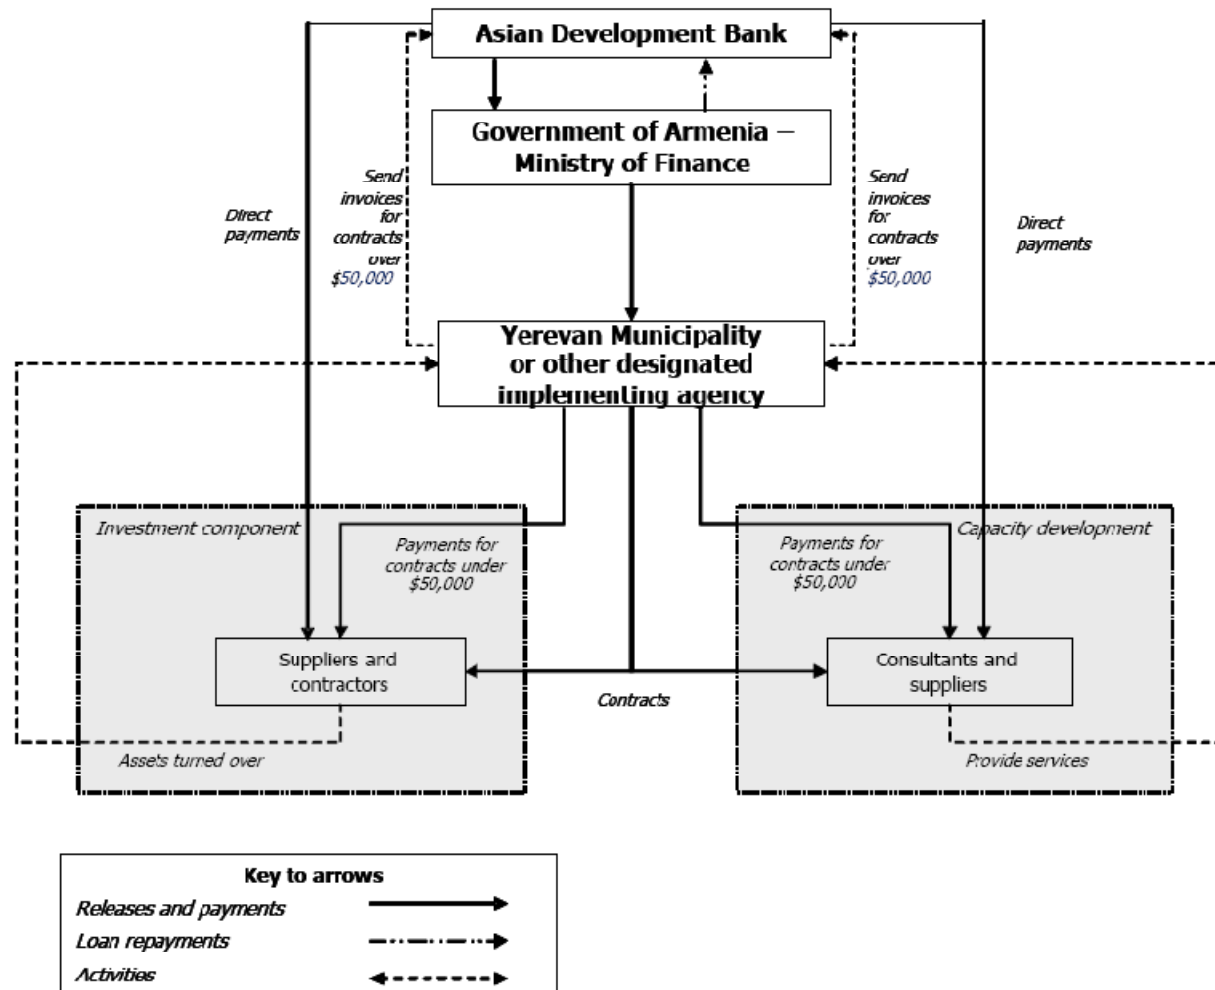 Asian Development Bank
Government of Armenia —
Ministry of Finance
Send
invoices
for
contracts
over
$50,000
Send
invoices
for
contracts
over
$50,000
Direct
payments
Direct
payments
Yerevan Municipality
or other designated
implementing agency
Investment component
Capacity development
Payments for
contracts under
$50,000
Payments for
contracts under
$50,000
Suppliers and
contractors
Consultants and
suppliers
Contracts
Assets turned over
Provide services
Key to arrows
Releases and payments
Loan repayments
Activities